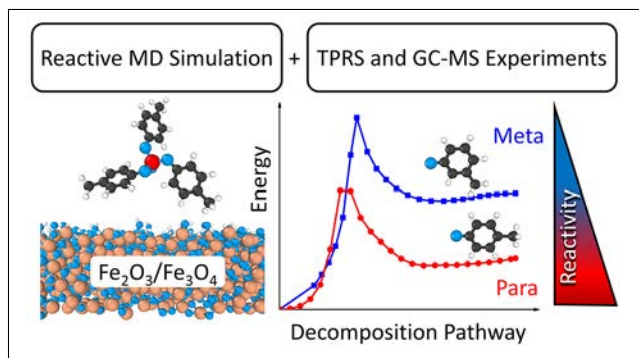 Reactive MD Simulation + TPRS and GC-MS Experiments
Energy
Meta
Para
Reactivity
Fe₂O₃/Fe₃O₄
Decomposition Pathway